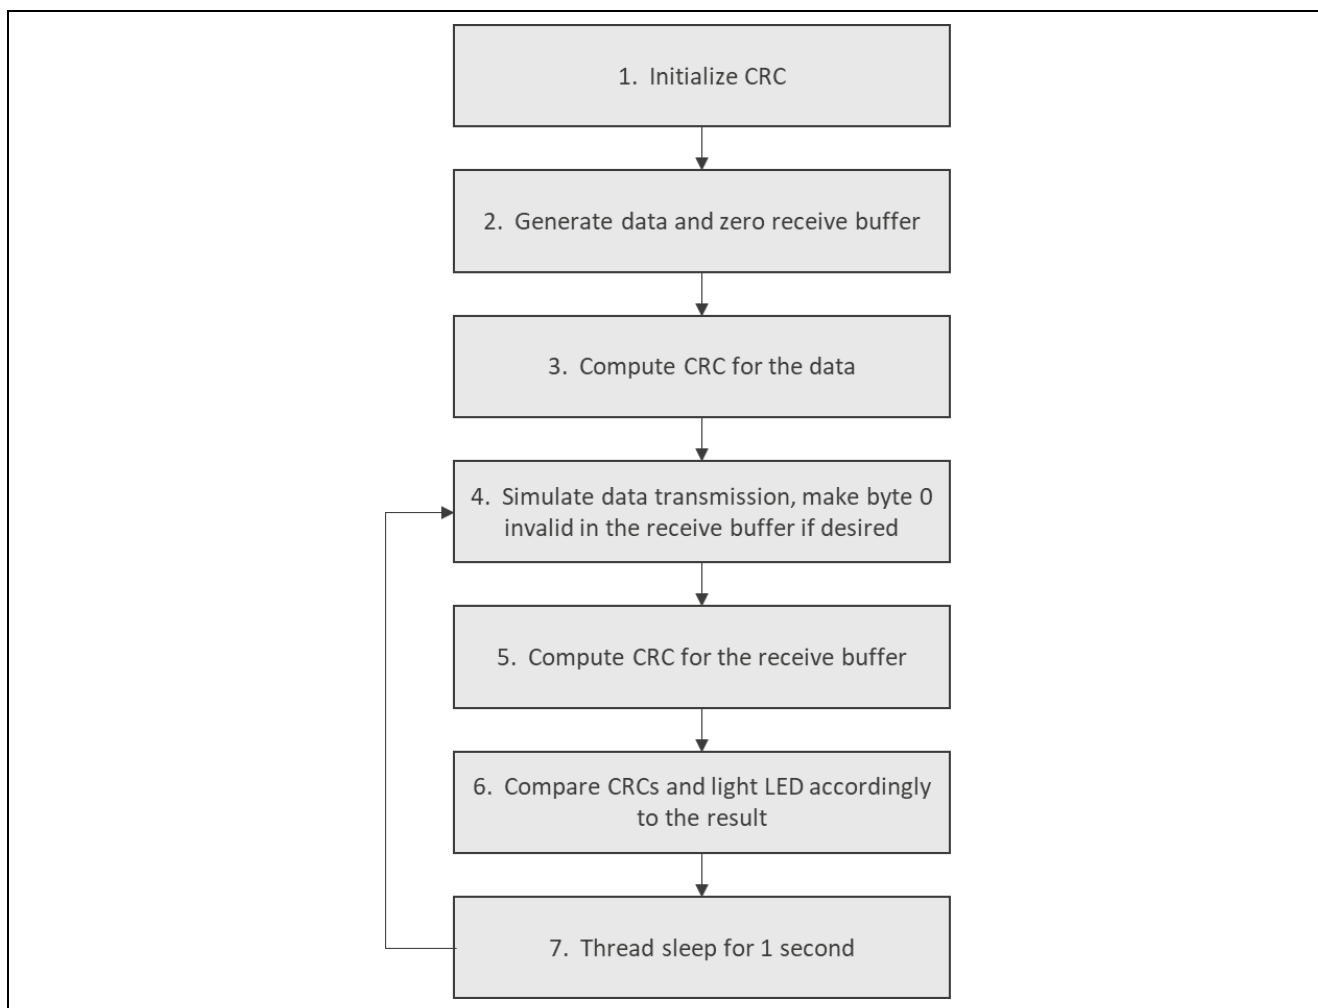 1. Initialize CRC
2. Generate data and zero receive buffer
3. Compute CRC for the data
4. Simulate data transmission, make byte 0
invalid in the receive buffer if desired
5. Compute CRC for the receive buffer
6. Compare CRCs and light LED accordingly
to the result
7. Thread sleep for 1 second